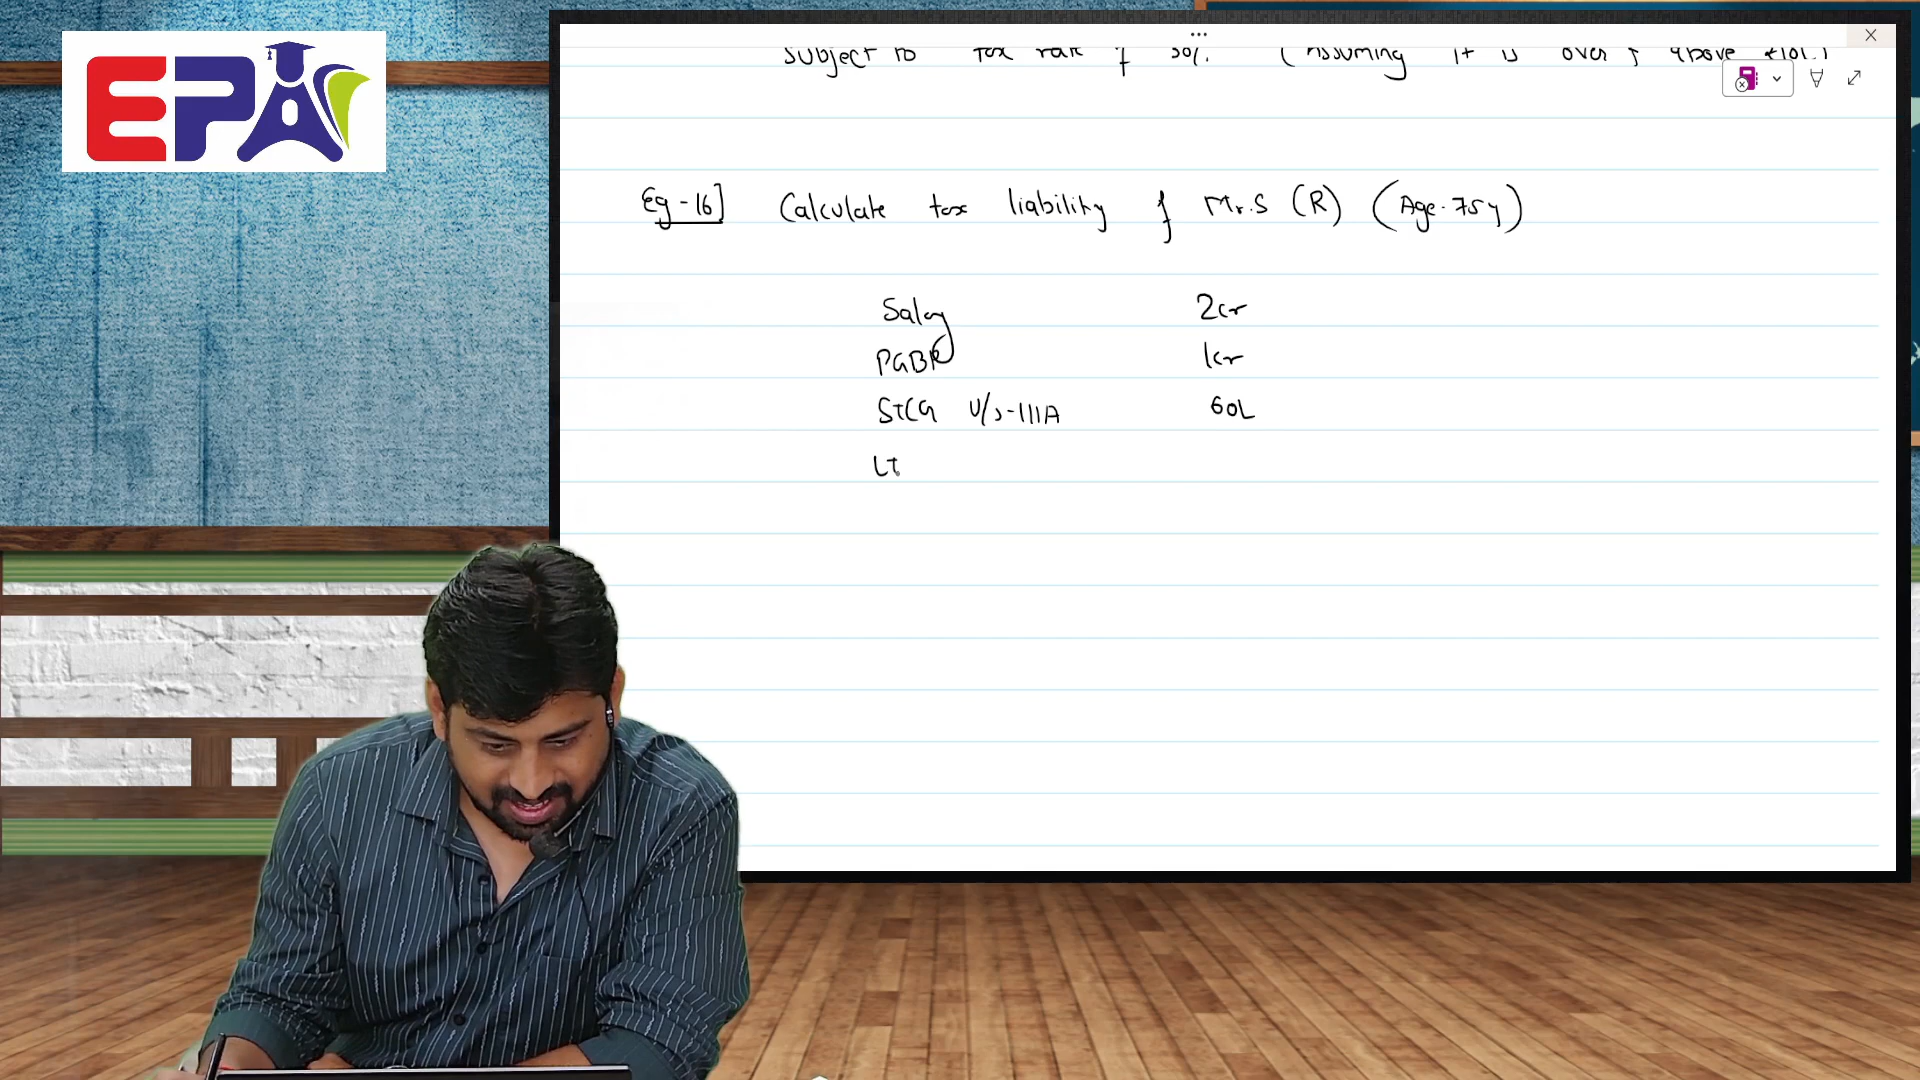 EPA
subject to tax rate of 30%. (Assuming it is over & above ₹10L)
Eg-16] Calculate tax liability of Mr.S (R) (Age-75y)
Salary 2cr
PGBP 1cr
STCG U/s-111A 60L
LT